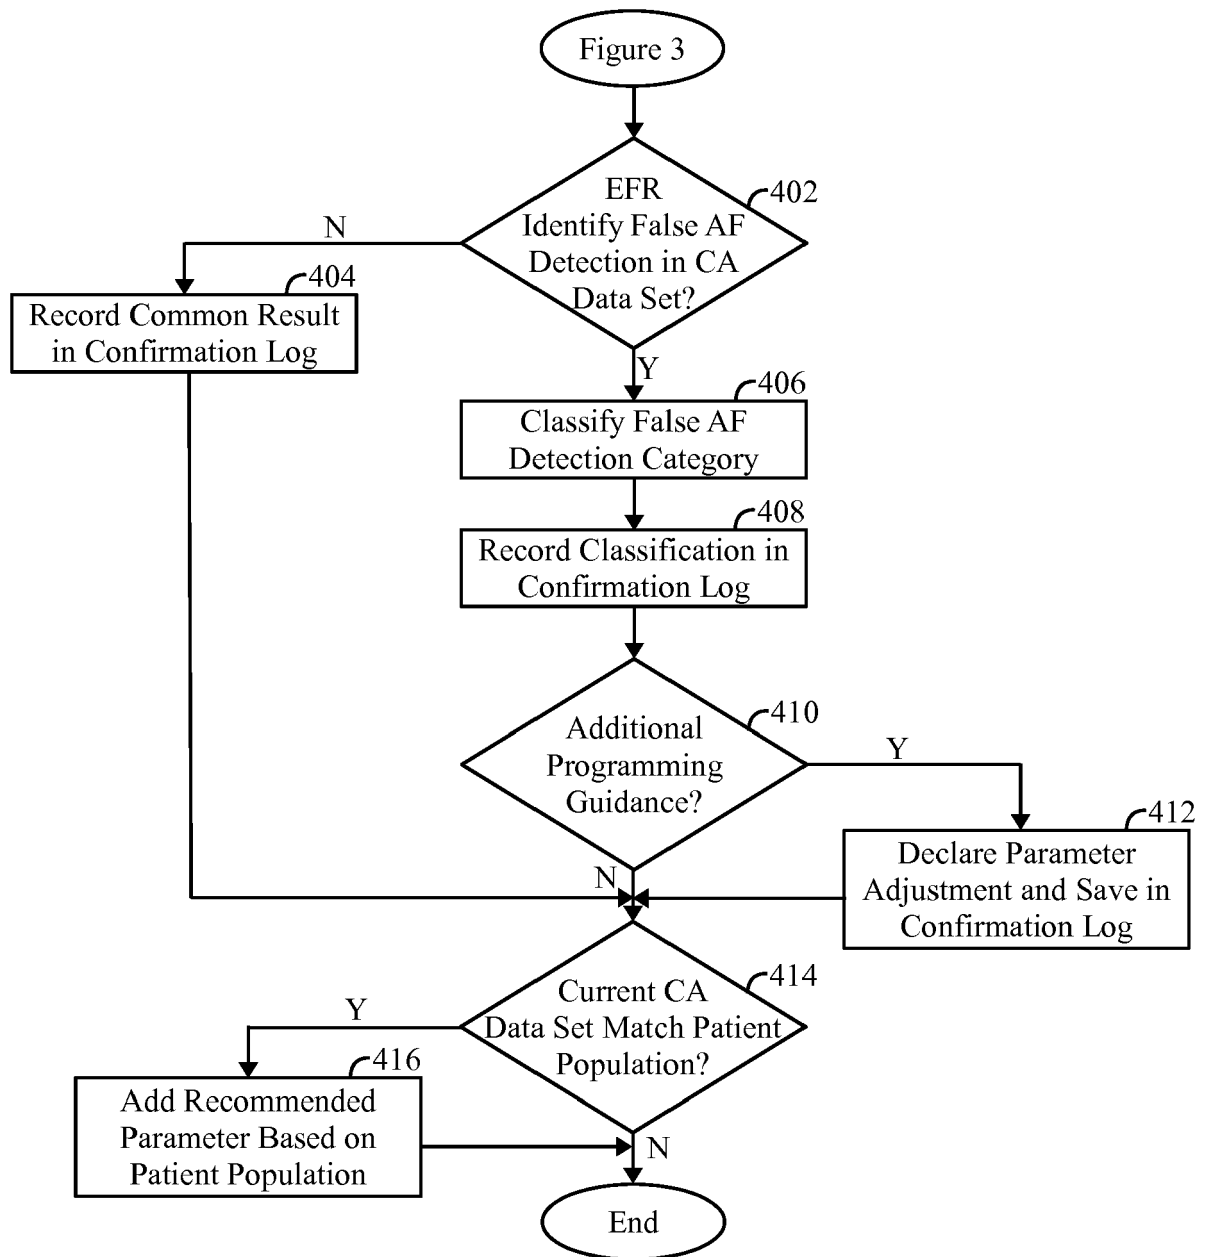 Figure 3
402
EFR
Identify False AF
Detection in CA
Data Set?
N
404
Record Common Result
in Confirmation Log
Y
406
Classify False AF
Detection Category
408
Record Classification in
Confirmation Log
410
Additional
Programming
Guidance?
Y
412
Declare Parameter
Adjustment and Save in
Confirmation Log
N
414
Current CA
Data Set Match Patient
Population?
Y
416
Add Recommended
Parameter Based on
Patient Population
N
End